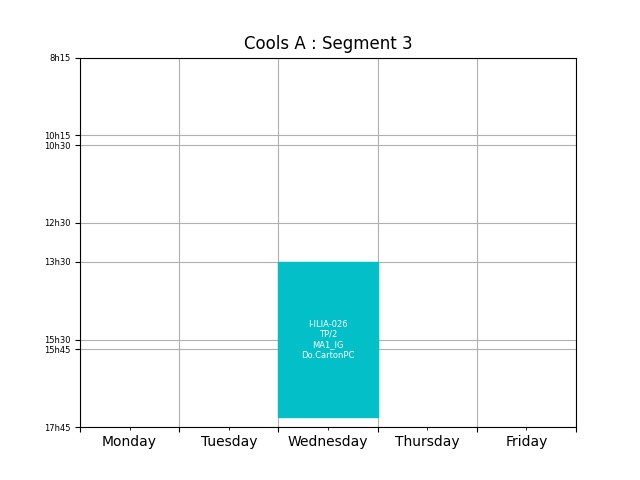 Cools A : Segment 3
8h15
10h15
10h30
12h30
13h30
I-ILIA-026
TP/2
MA1_IG
Do.CartonPC
15h30
15h45
17h45
Monday Tuesday Wednesday Thursday Friday